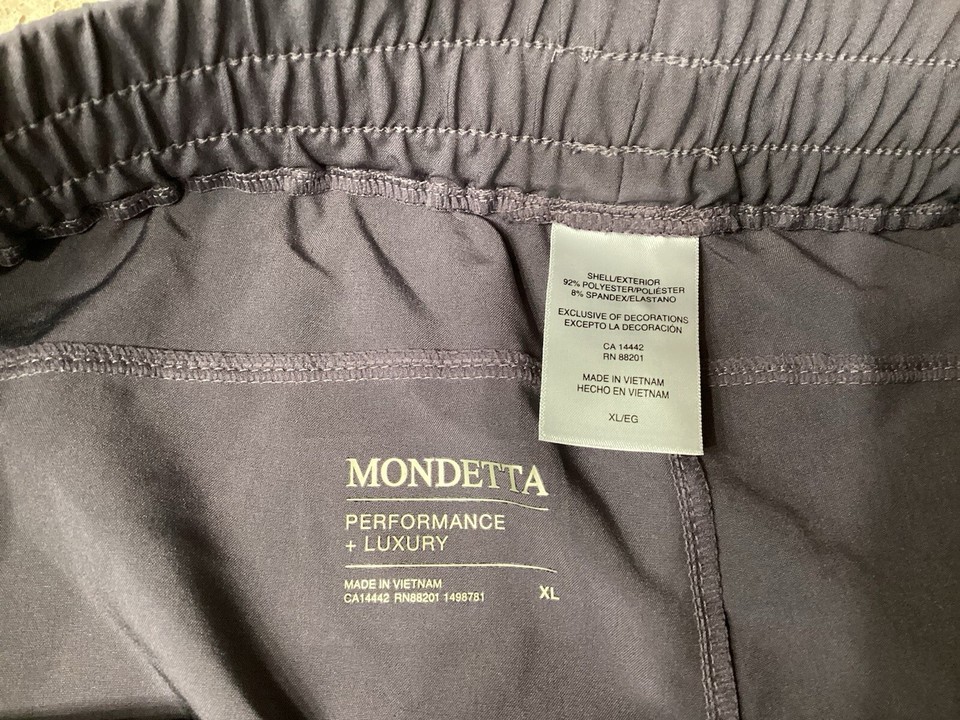 SHELL/EXTERIOR
92% POLYESTER/POLIÉSTER
8% SPANDEX/ELASTANO
EXCLUSIVE OF DECORATIONS
EXCEPTO LA DECORACIÓN
CA 14442
RN 88201
MADE IN VIETNAM
HECHO EN VIETNAM
XL/EG
MONDETTA
PERFORMANCE
+ LUXURY
MADE IN VIETNAM
CA14442 RN88201 1498781
XL